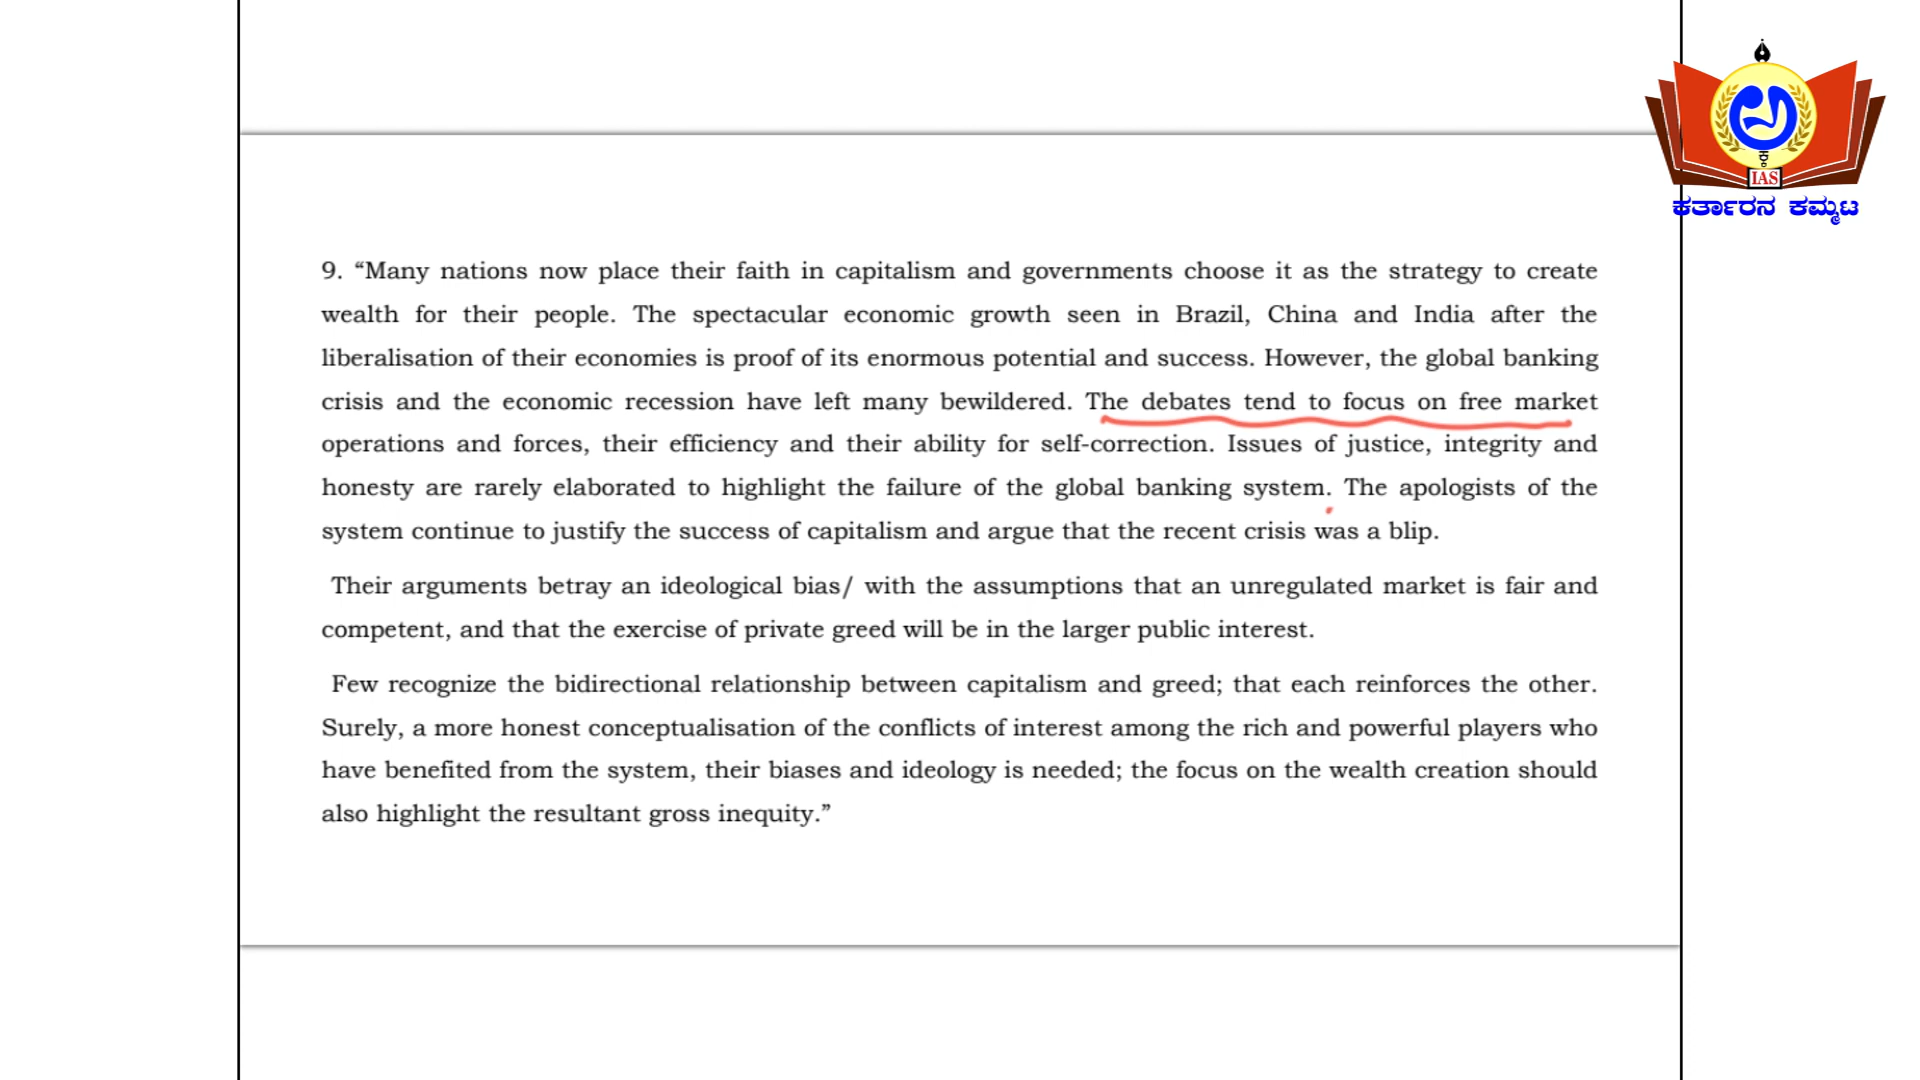 IAS
ಕರ್ತಾರನ ಕಮ್ಮಟ
9. “Many nations now place their faith in capitalism and governments choose it as the strategy to create
wealth for their people. The spectacular economic growth seen in Brazil, China and India after the
liberalisation of their economies is proof of its enormous potential and success. However, the global banking
crisis and the economic recession have left many bewildered. The debates tend to focus on free market
operations and forces, their efficiency and their ability for self-correction. Issues of justice, integrity and
honesty are rarely elaborated to highlight the failure of the global banking system. The apologists of the
system continue to justify the success of capitalism and argue that the recent crisis was a blip.
Their arguments betray an ideological bias/ with the assumptions that an unregulated market is fair and
competent, and that the exercise of private greed will be in the larger public interest.
Few recognize the bidirectional relationship between capitalism and greed; that each reinforces the other.
Surely, a more honest conceptualisation of the conflicts of interest among the rich and powerful players who
have benefited from the system, their biases and ideology is needed; the focus on the wealth creation should
also highlight the resultant gross inequity.”